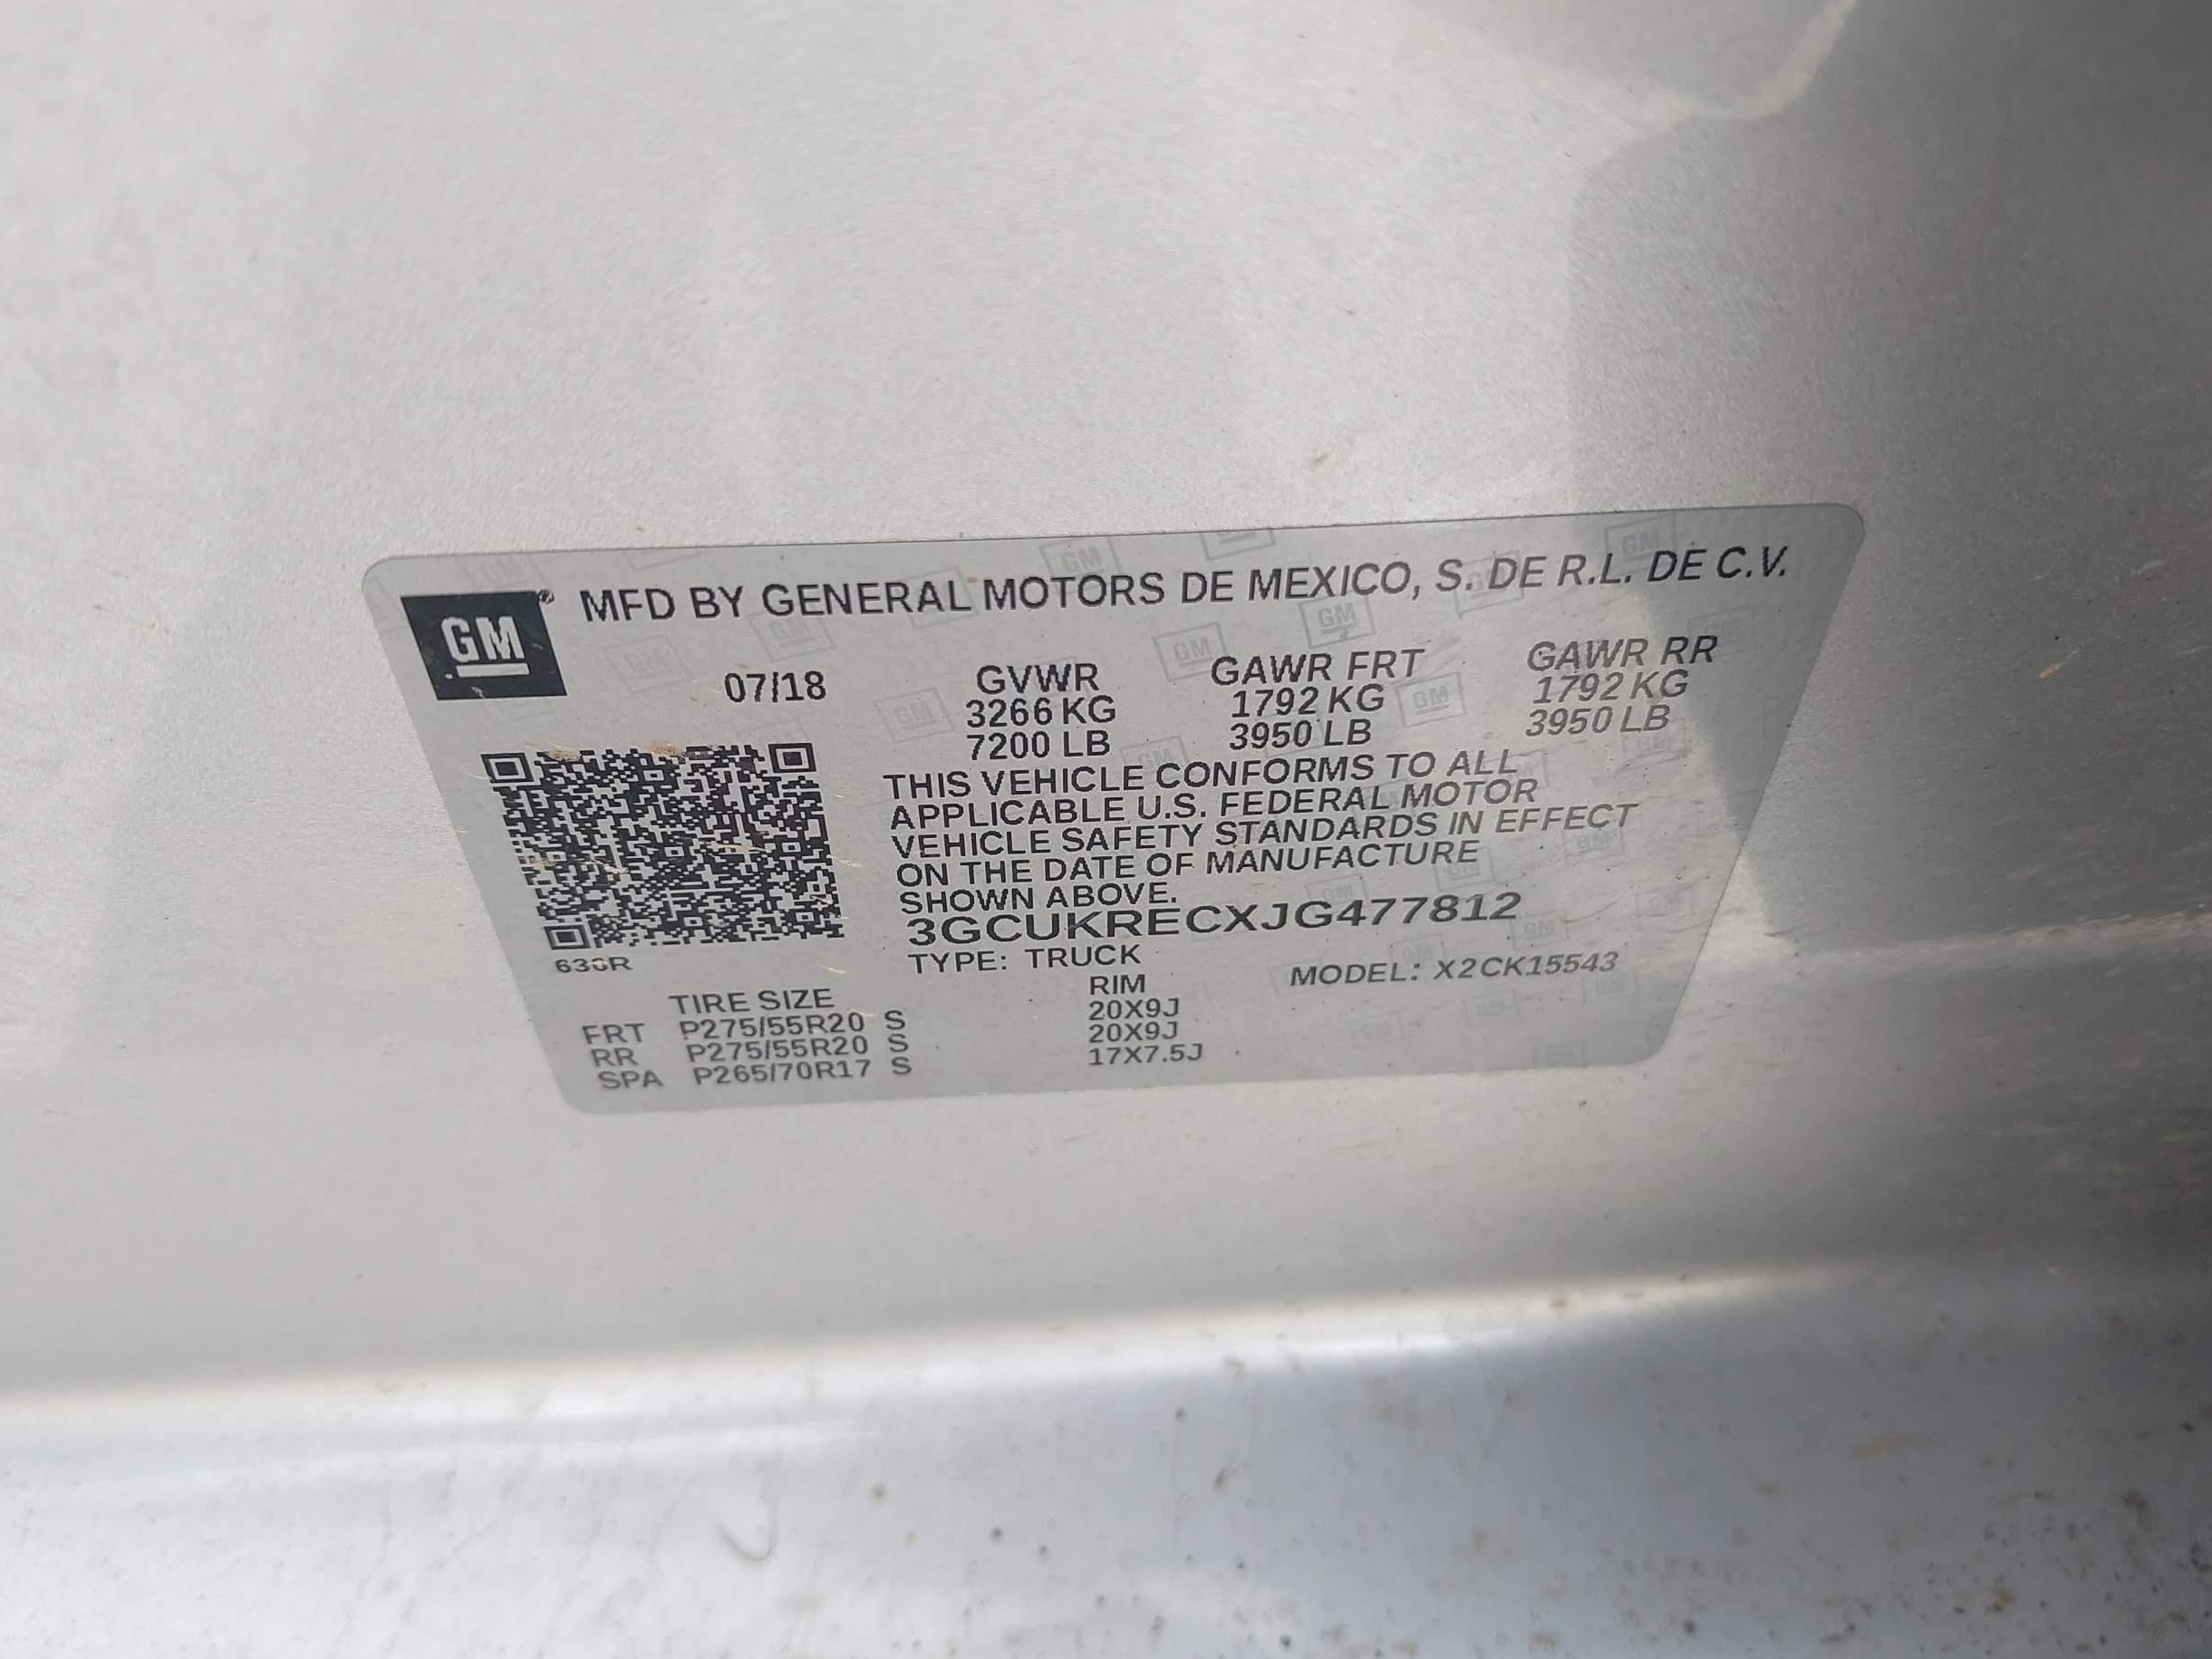 GM
MFD BY GENERAL MOTORS DE MEXICO, S. DE R.L. DE C.V.
07/18
GVWR GAWR FRT GAWR RR
3266 KG 1792 KG 1792 KG
7200 LB 3950 LB 3950 LB
THIS VEHICLE CONFORMS TO ALL
APPLICABLE U.S. FEDERAL MOTOR
VEHICLE SAFETY STANDARDS IN EFFECT
ON THE DATE OF MANUFACTURE
SHOWN ABOVE.
3GCUKRECXJG477812
TYPE: TRUCK
MODEL: X2CK15543
TIRE SIZE RIM
FRT P275/55R20 S 20X9J
RR P275/55R20 S 20X9J
SPA P265/70R17 S 17X7.5J